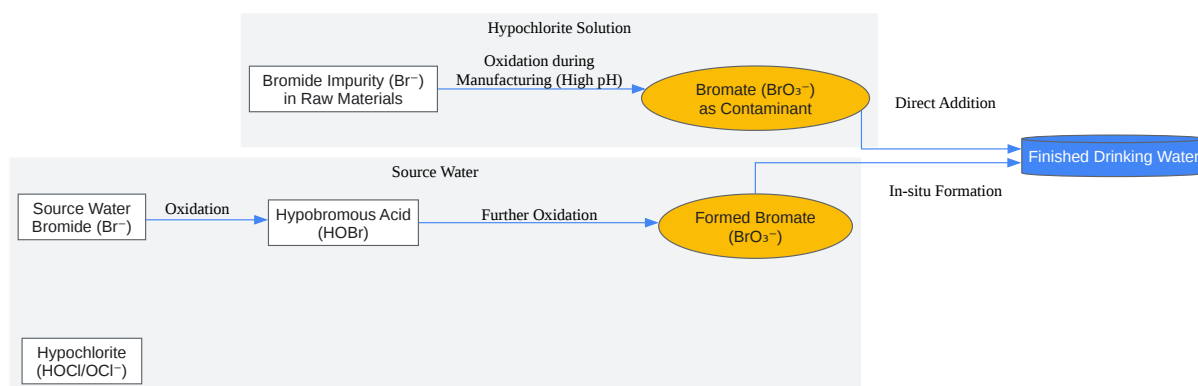 Hypochlorite Solution
Bromide Impurity (Br⁻)
in Raw Materials
Oxidation during
Manufacturing (High pH)
Bromate (BrO₃⁻)
as Contaminant
Direct Addition
Finished Drinking Water
In-situ Formation
Source Water
Source Water
Bromide (Br⁻)
Oxidation
Hypobromous Acid
(HOBr)
Further Oxidation
Formed Bromate
(BrO₃⁻)
Hypochlorite
(HOCl/OCl⁻)